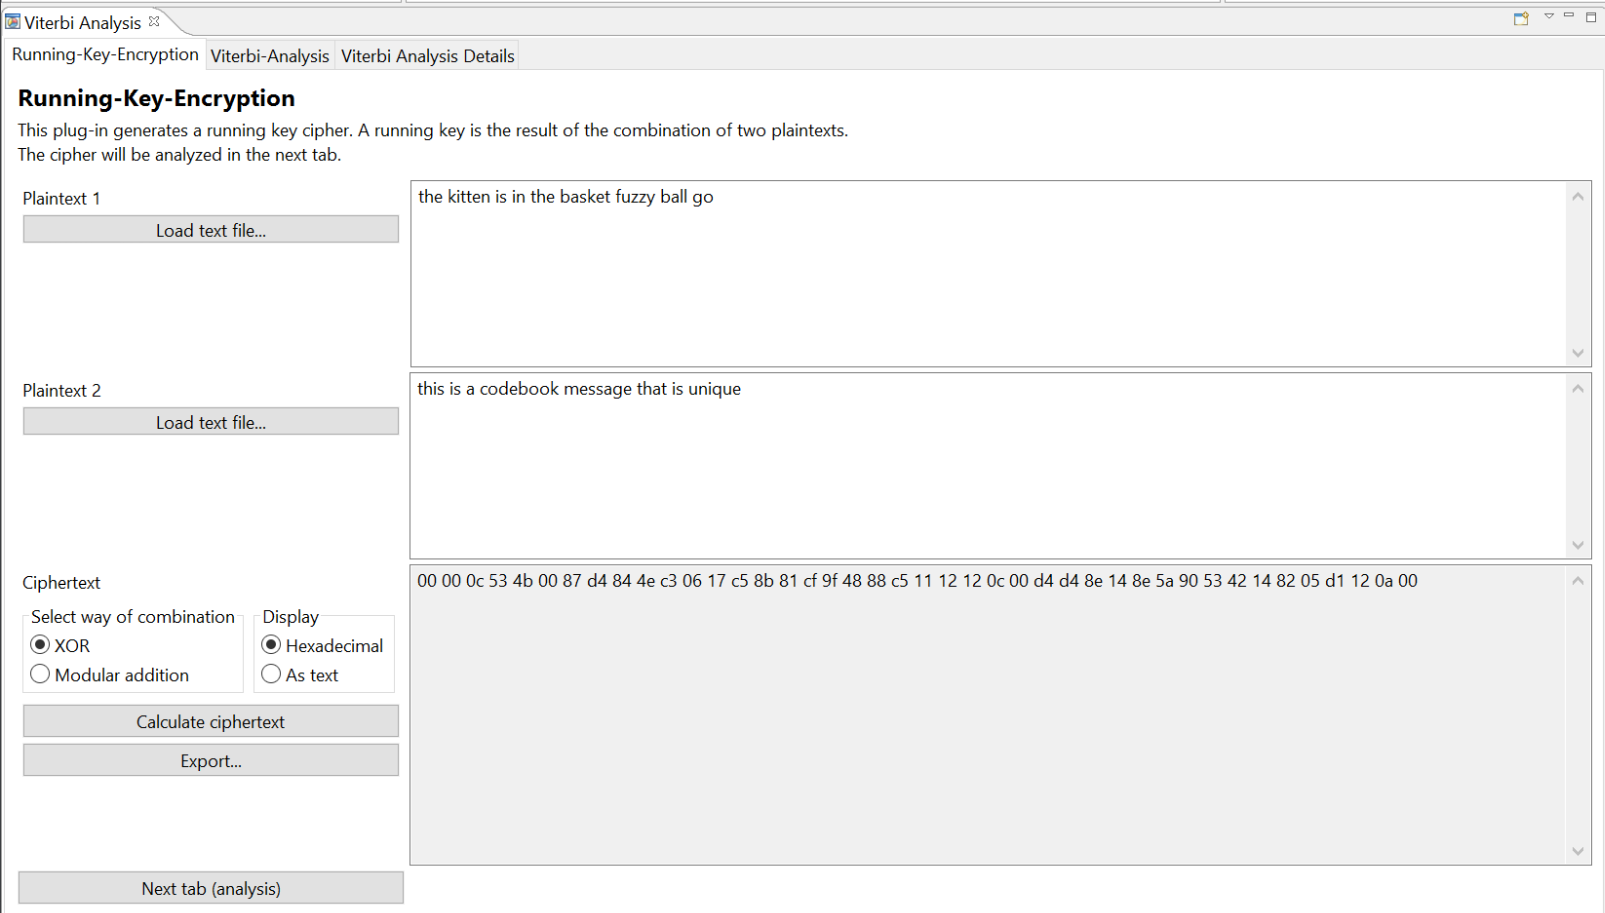 Viterbi Analysis
Running-Key-Encryption Viterbi-Analysis Viterbi Analysis Details
Running-Key-Encryption
This plug-in generates a running key cipher. A running key is the result of the combination of two plaintexts.
The cipher will be analyzed in the next tab.
Plaintext 1
Load text file...
the kitten is in the basket fuzzy ball go
Plaintext 2
Load text file...
this is a codebook message that is unique
Ciphertext
00 00 0c 53 4b 00 87 d4 84 4e c3 06 17 c5 8b 81 cf 9f 48 88 c5 11 12 12 0c 00 d4 d4 8e 14 8e 5a 90 53 42 14 82 05 d1 12 0a 00
Select way of combination
XOR
Modular addition
Display
Hexadecimal
As text
Calculate ciphertext
Export...
Next tab (analysis)